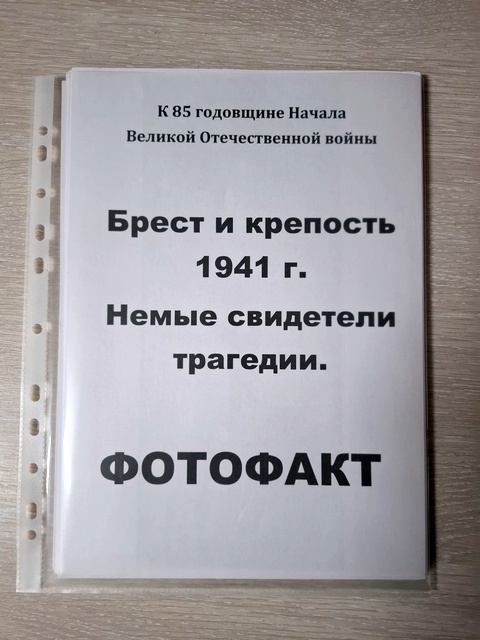 К 85 годовщине Начала
Великой Отечественной войны
Брест и крепость
1941 г.
Немые свидетели
трагедии.
ФОТОФАКТ